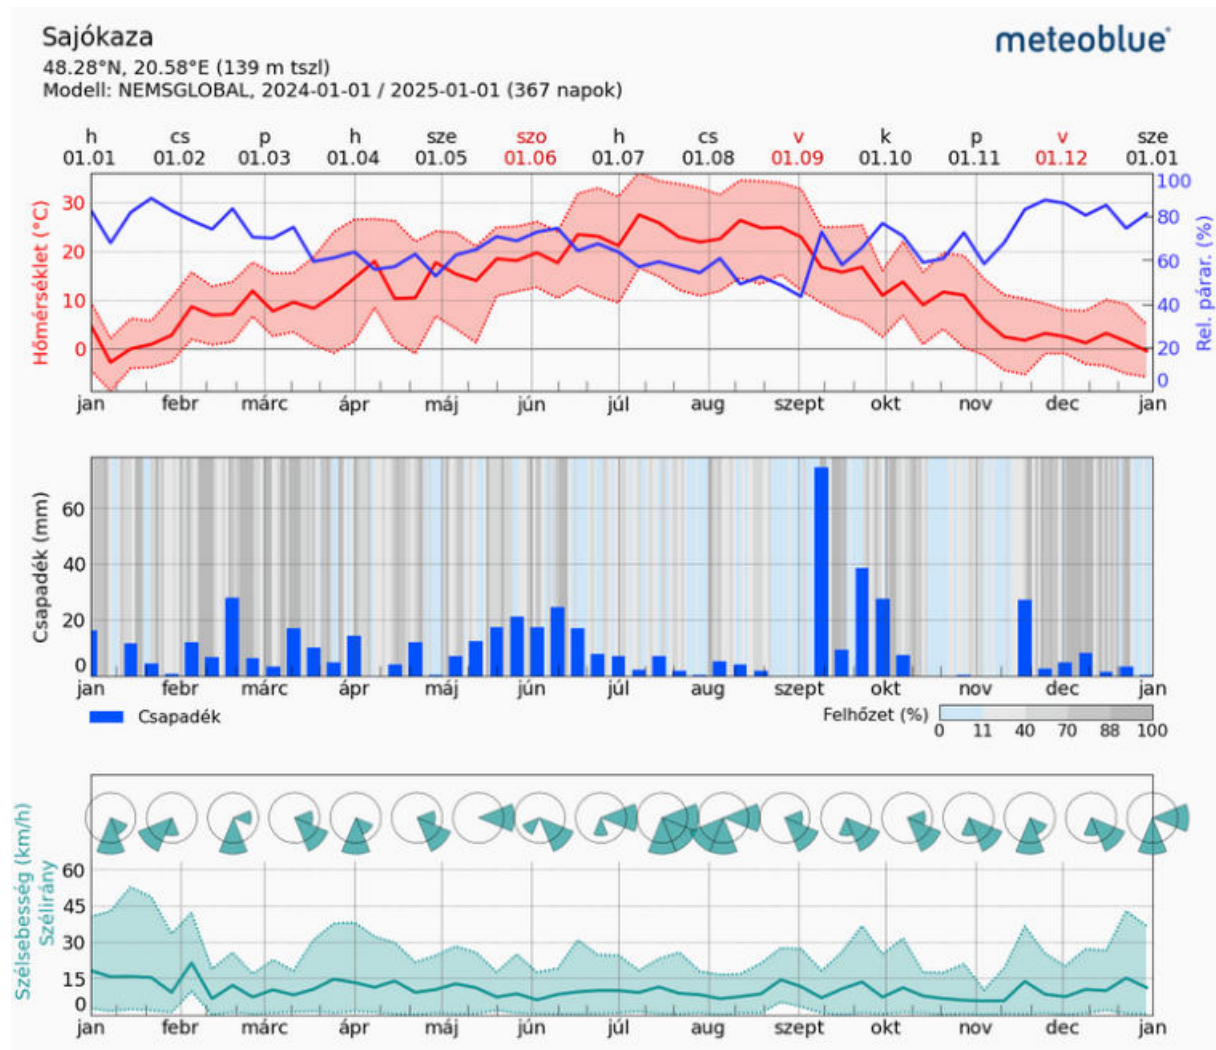 Sajókaza
meteoblue
48.28°N, 20.58°E (139 m tszl)
Modell: NEMSGLOBAL, 2024-01-01 / 2025-01-01 (367 napok)
h cs p h sze szo h cs v k p v sze
01.01 01.02 01.03 01.04 01.05 01.06 01.07 01.08 01.09 01.10 01.11 01.12 01.01
Hőmérséklet (°C)
30
20
10
0
100
80
60
40
20
0
Rel. párar. (%)
jan febr márc ápr máj jún júl aug szept okt nov dec jan
Csapadék (mm)
60
40
20
0
jan febr márc ápr máj jún júl aug szept okt nov dec jan
Csapadék
Felhőzet (%)
0 11 40 70 88 100
Szélsebesség (km/h)
Szélirány
60
45
30
15
0
jan febr márc ápr máj jún júl aug szept okt nov dec jan